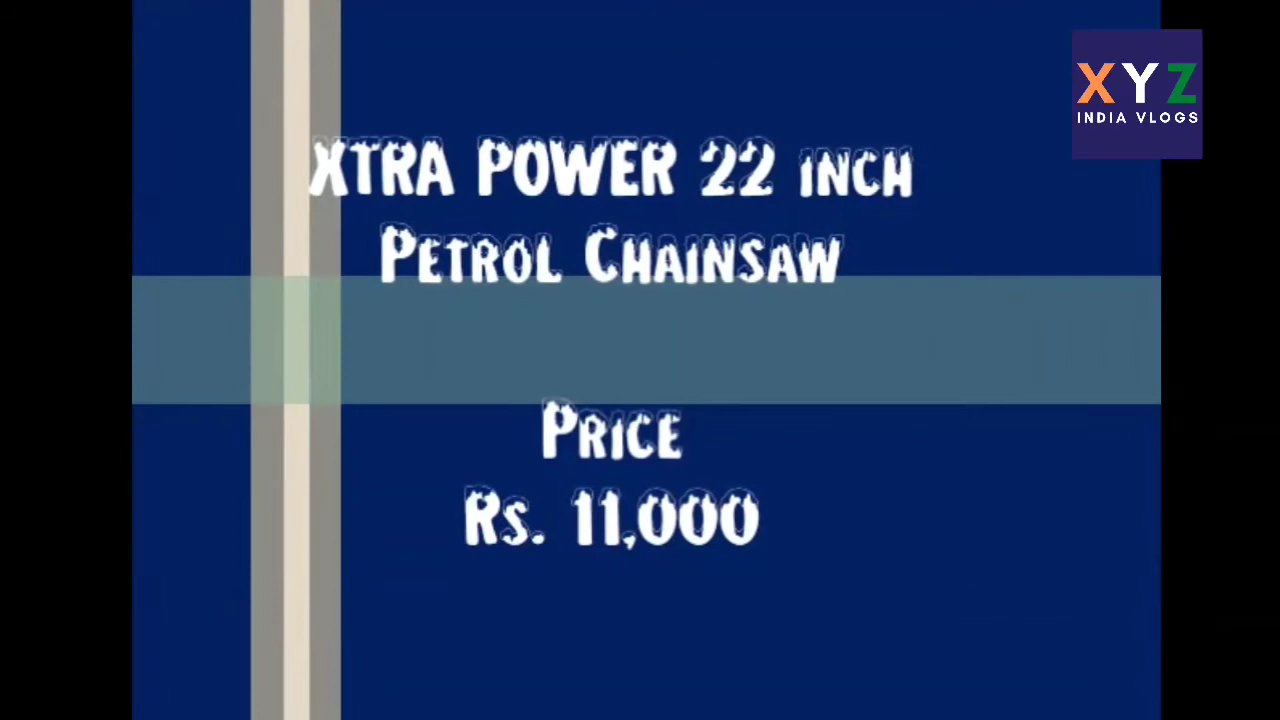 XYZ
INDIA VLOGS
XTRA POWER 22 INCH
PETROL CHAINSAW
PRICE
RS. 11,000